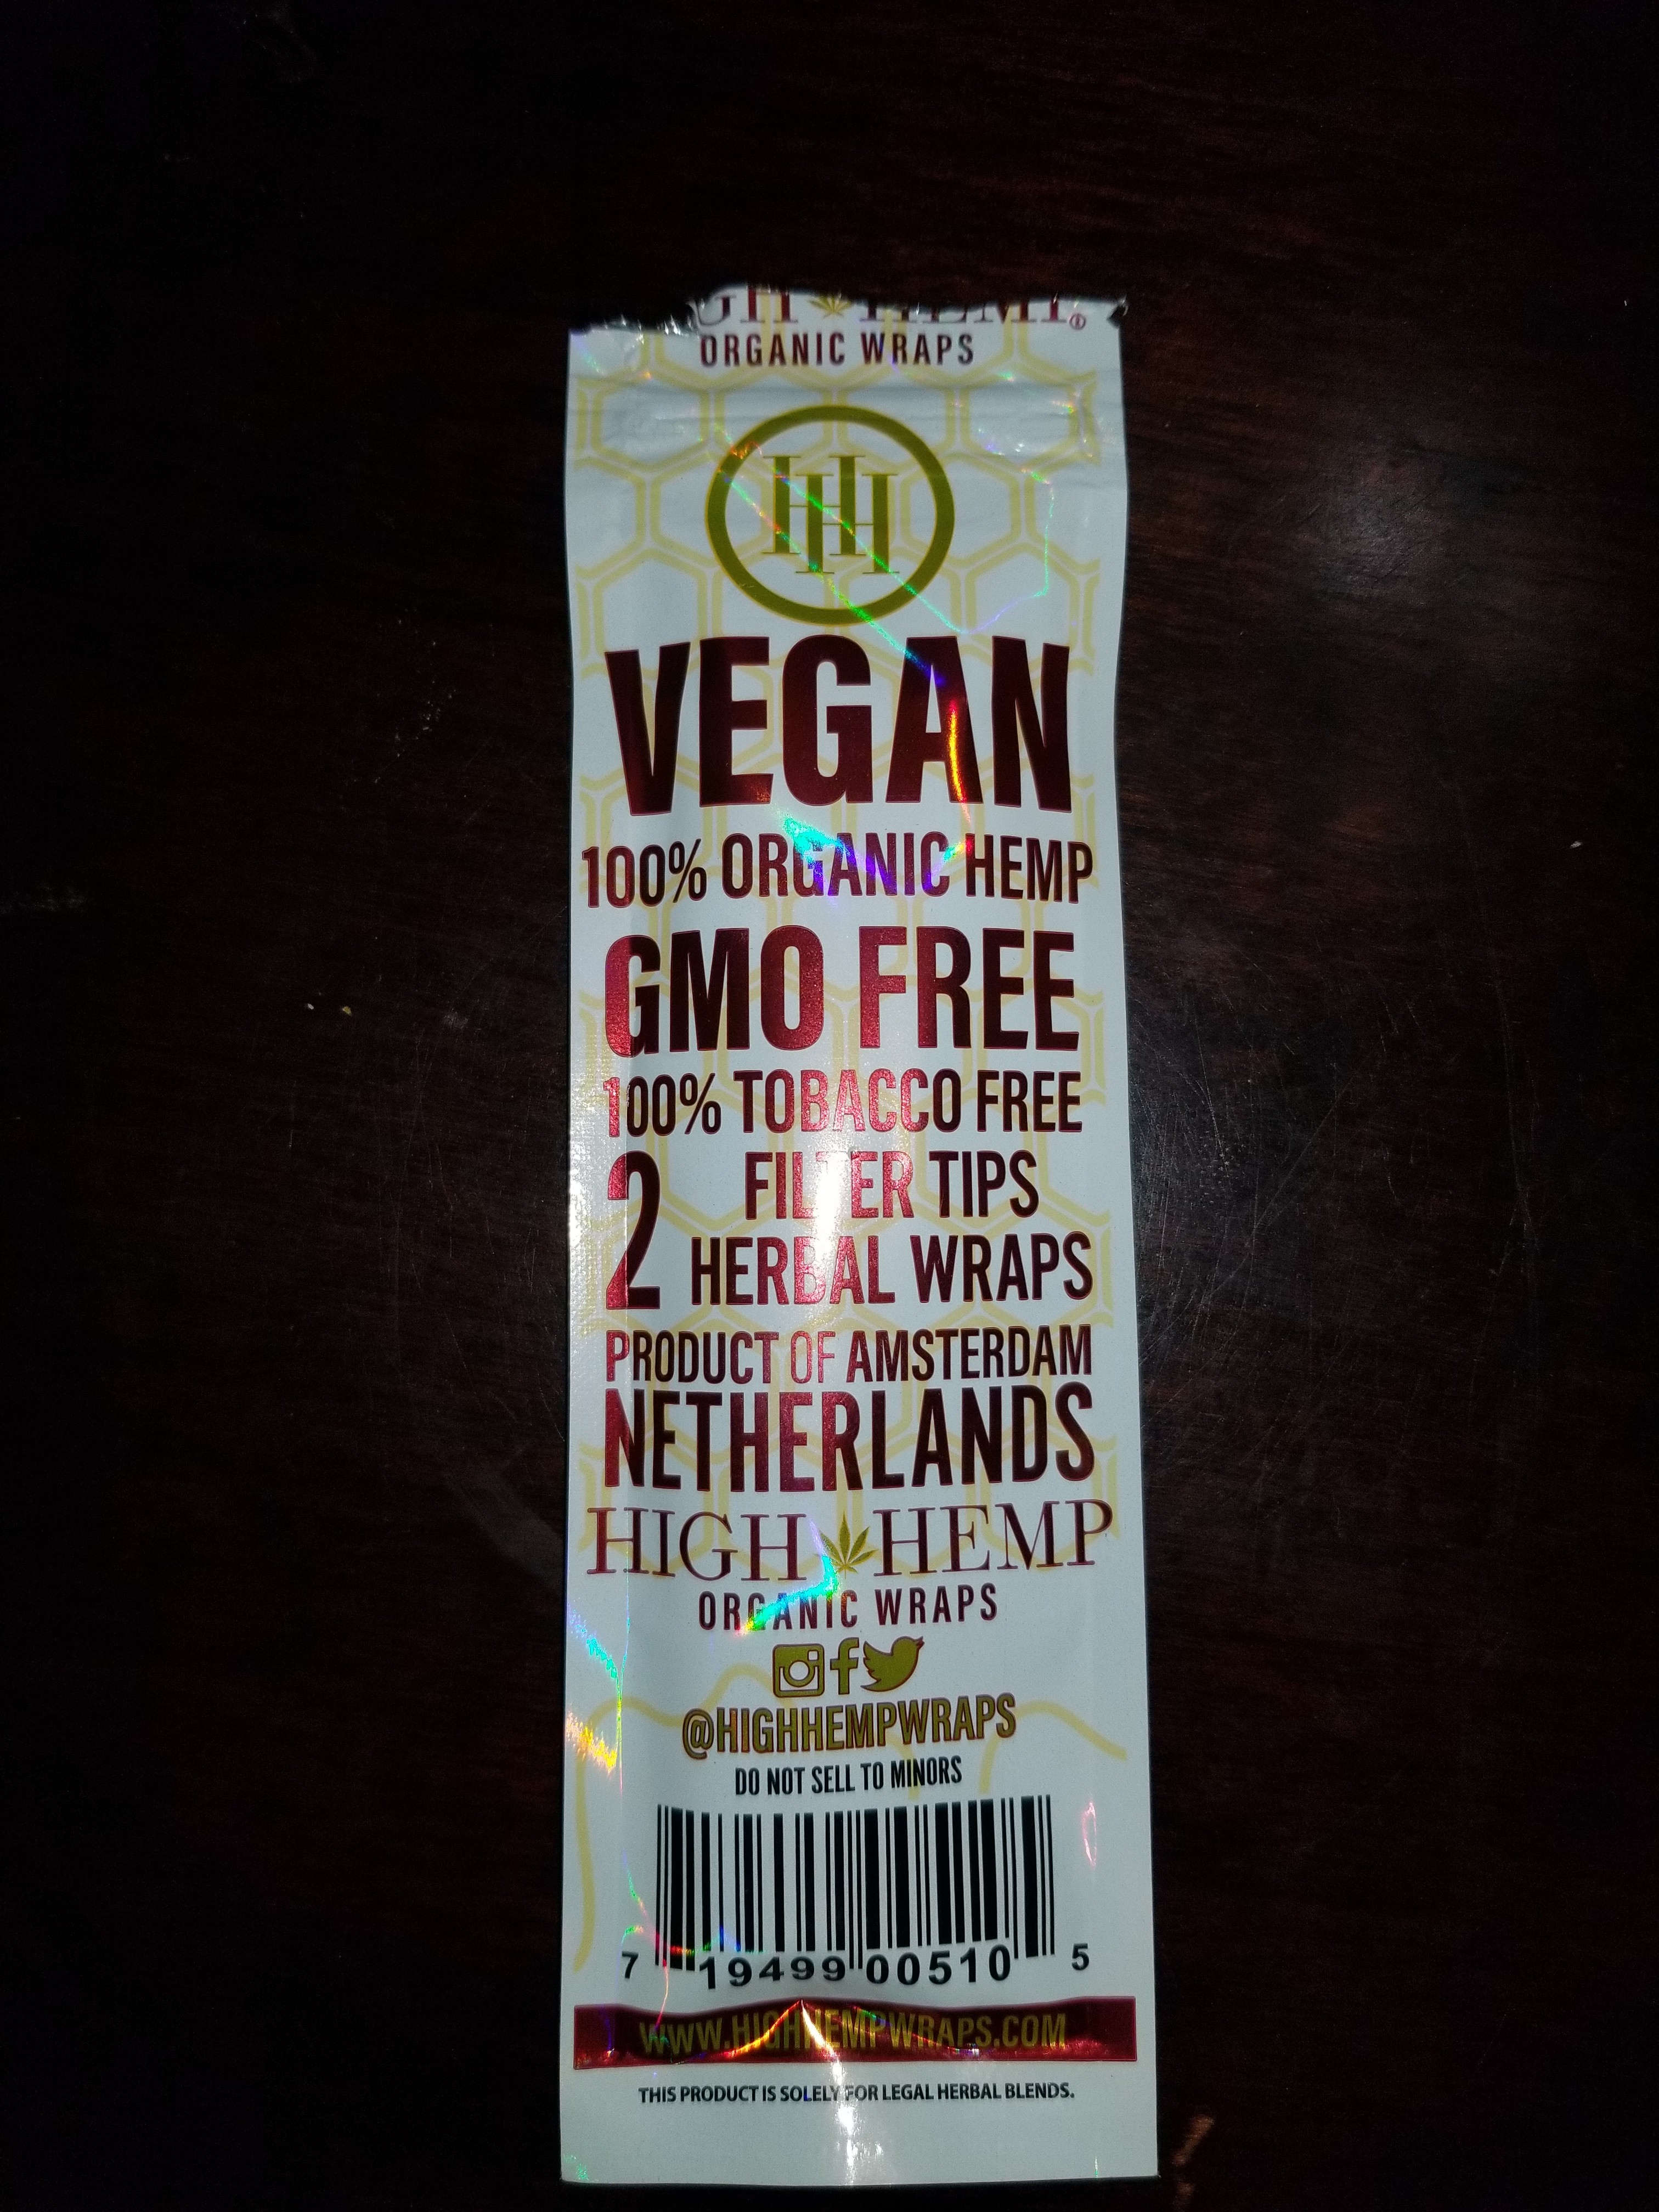 HEMP®
ORGANIC WRAPS
HH
VEGAN
100% ORGANIC HEMP
GMO FREE
100% TOBACCO FREE
2 FILTER TIPS
HERBAL WRAPS
PRODUCT OF AMSTERDAM
NETHERLANDS
HIGH HEMP
ORGANIC WRAPS
f
@HIGHHEMPWRAPS
DO NOT SELL TO MINORS
7 19499 00510 5
WWW.HIGHHEMPWRAPS.COM
THIS PRODUCT IS SOLELY FOR LEGAL HERBAL BLENDS.